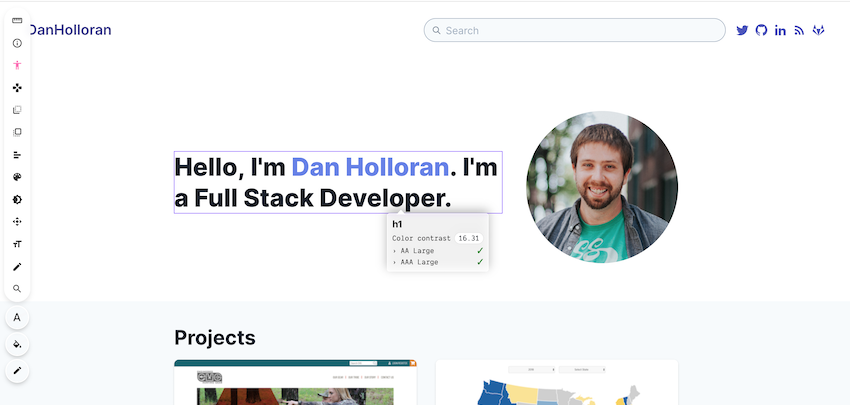 DanHolloran
Search
Hello, I'm Dan Holloran. I'm
a Full Stack Developer.
h1
Color contrast 16.31
› AA Large ✓
› AAA Large ✓
A
Projects